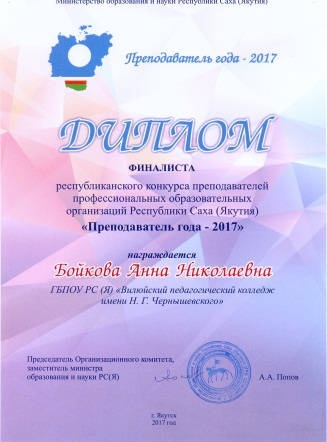 Министерство образования и науки Республики Саха (Якутия)
Преподаватель года - 2017
ДИПЛОМ
ФИНАЛИСТА
республиканского конкурса преподавателей
профессиональных образовательных
организаций Республики Саха (Якутия)
«Преподаватель года - 2017»
награждается
Бойкова Анна Николаевна
ГБПОУ РС (Я) «Вилюйский педагогический колледж
имени Н. Г. Чернышевского»
Председатель Организационного комитета,
заместитель министра
образования и науки РС(Я)
А.А. Попов
г. Якутск
2017 год